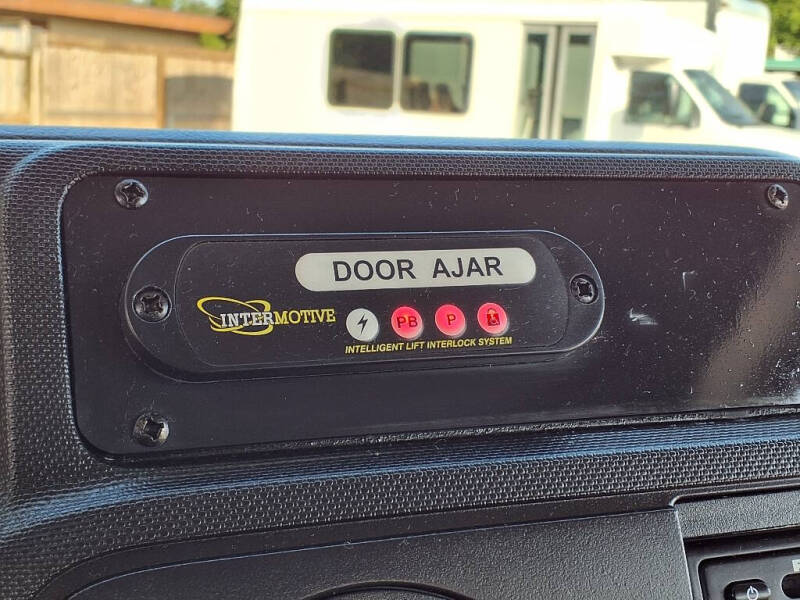 DOOR AJAR
INTERMOTIVE
PB P
INTELLIGENT LIFT INTERLOCK SYSTEM